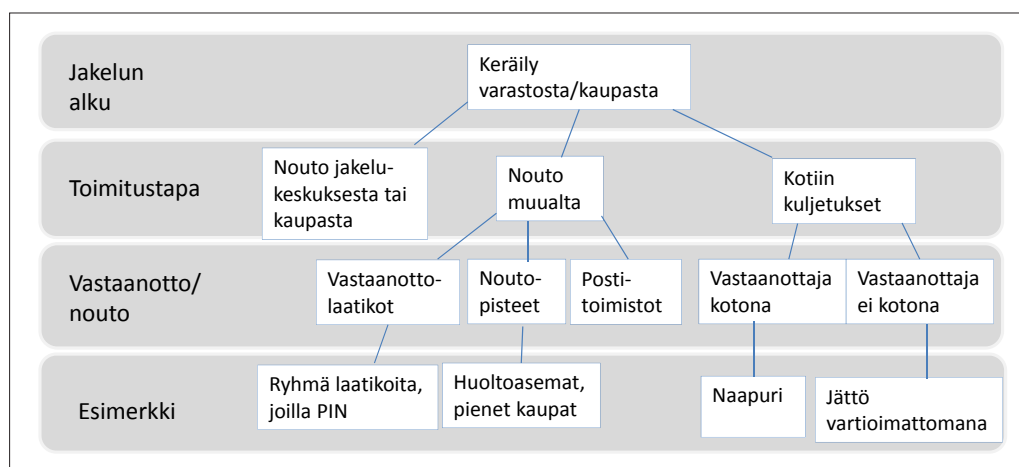 Jakelun
alku
Keräily
varastosta/kaupasta
Toimitustapa
Nouto jakelu-
keskuksesta tai
kaupasta
Nouto
muualta
Kotiin
kuljetukset
Vastaanotto/
nouto
Vastaanotto-
laatikot
Nouto-
pisteet
Posti-
toimistot
Vastaanottaja
kotona
Vastaanottaja
ei kotona
Esimerkki
Ryhmä laatikoita,
joilla PIN
Huoltoasemat,
pienet kaupat
Naapuri
Jättö
vartioimattomana